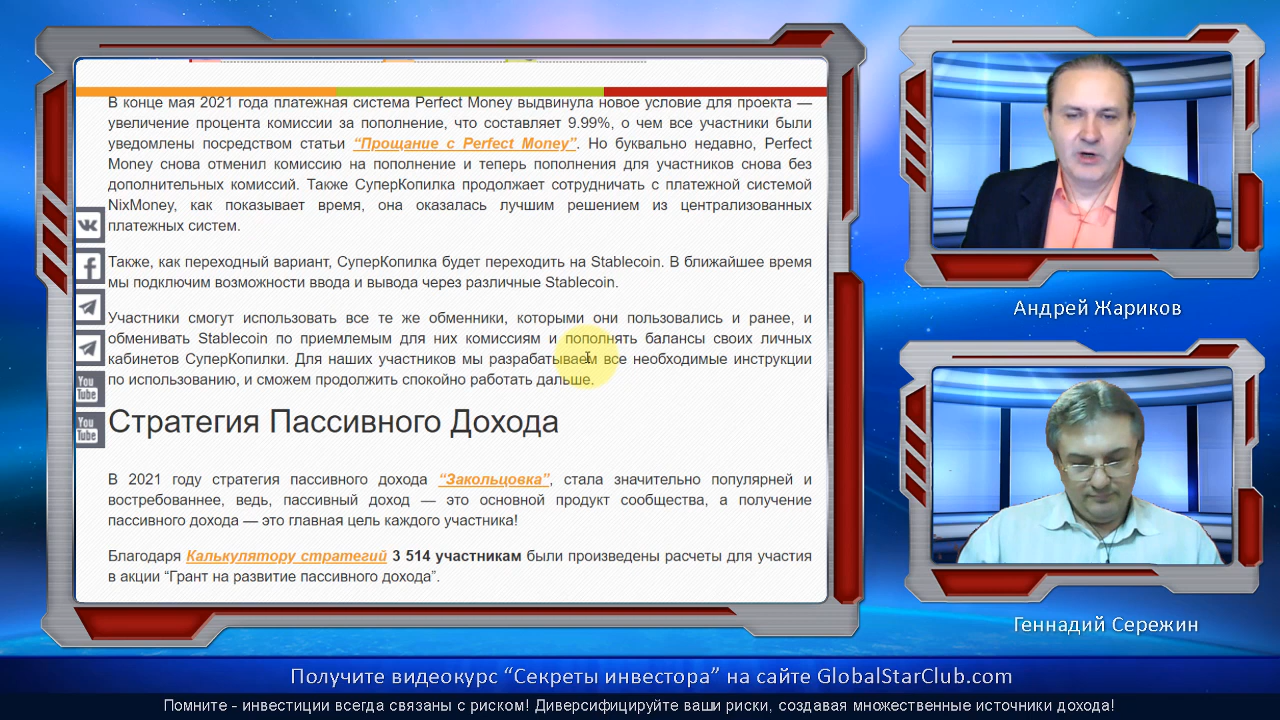 В конце мая 2021 года платежная система Perfect Money выдвинула новое условие для проекта —
увеличение процента комиссии за пополнение, что составляет 9.99%, о чем все участники были
уведомлены посредством статьи “Прощание с Perfect Money”. Но буквально недавно, Perfect
Money снова отменил комиссию на пополнение и теперь пополнения для участников снова без
дополнительных комиссий. Также СуперКопилка продолжает сотрудничать с платежной системой
NixMoney, как показывает время, она оказалась лучшим решением из централизованных
платежных систем.
Также, как переходный вариант, СуперКопилка будет переходить на Stablecoin. В ближайшее время
мы подключим возможности ввода и вывода через различные Stablecoin.
Участники смогут использовать все те же обменники, которыми они пользовались и ранее, и
обменивать Stablecoin по приемлемым для них комиссиям и пополнять балансы своих личных
кабинетов СуперКопилки. Для наших участников мы разрабатываем все необходимые инструкции
по использованию, и сможем продолжить спокойно работать дальше.
Стратегия Пассивного Дохода
В 2021 году стратегия пассивного дохода “Закольцовка”, стала значительно популярней и
востребованнее, ведь, пассивный доход — это основной продукт сообщества, а получение
пассивного дохода — это главная цель каждого участника!
Благодаря Калькулятору стратегий 3 514 участникам были произведены расчеты для участия
в акции “Грант на развитие пассивного дохода”.
You
Tube
You
Tube
Андрей Жариков
Геннадий Сережин
Получите видеокурс “Секреты инвестора” на сайте GlobalStarClub.com
Помните - инвестиции всегда связаны с риском! Диверсифицируйте ваши риски, создавая множественные источники дохода!